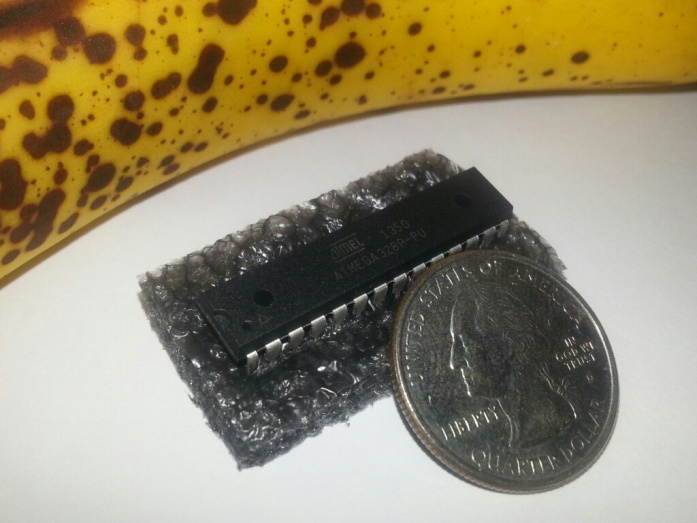 ATMEL 1350
ATMEGA328P-PU
UNITED STATES OF AMERICA
IN
GOD WE
TRUST
LIBERTY
QUARTER DOLLAR